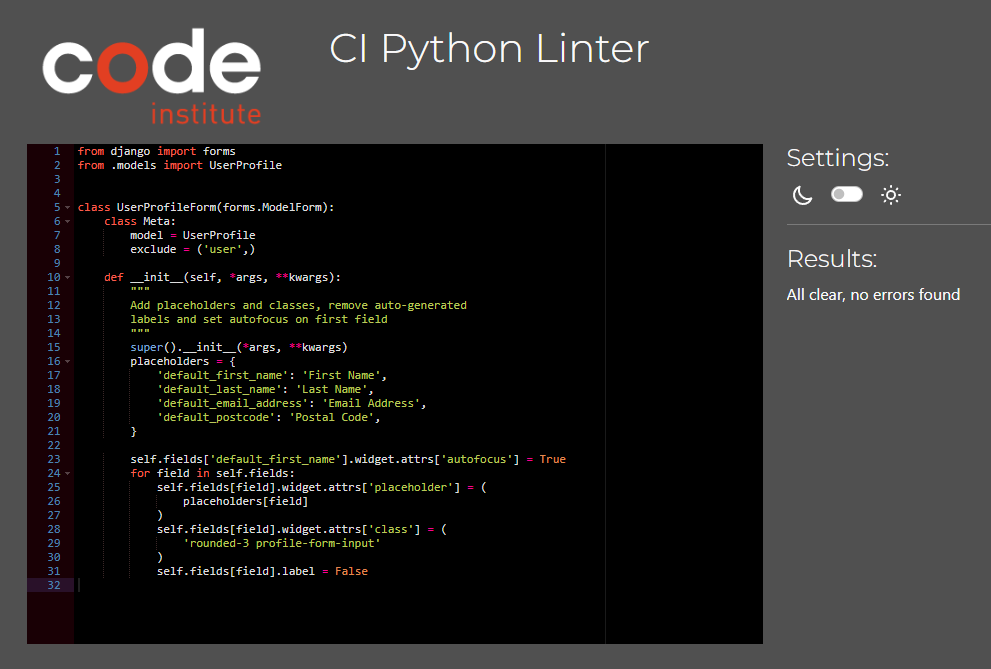 code
institute
CI Python Linter
1 from django import forms
2 from .models import UserProfile
3
4
5 class UserProfileForm(forms.ModelForm):
6     class Meta:
7         model = UserProfile
8         exclude = ('user',)
9
10     def __init__(self, *args, **kwargs):
11         """
12         Add placeholders and classes, remove auto-generated
13         labels and set autofocus on first field
14         """
15         super().__init__(*args, **kwargs)
16         placeholders = {
17             'default_first_name': 'First Name',
18             'default_last_name': 'Last Name',
19             'default_email_address': 'Email Address',
20             'default_postcode': 'Postal Code',
21         }
22
23         self.fields['default_first_name'].widget.attrs['autofocus'] = True
24         for field in self.fields:
25             self.fields[field].widget.attrs['placeholder'] = (
26                 placeholders[field]
27             )
28             self.fields[field].widget.attrs['class'] = (
29                 'rounded-3 profile-form-input'
30             )
31             self.fields[field].label = False
32
Settings:
Results:
All clear, no errors found